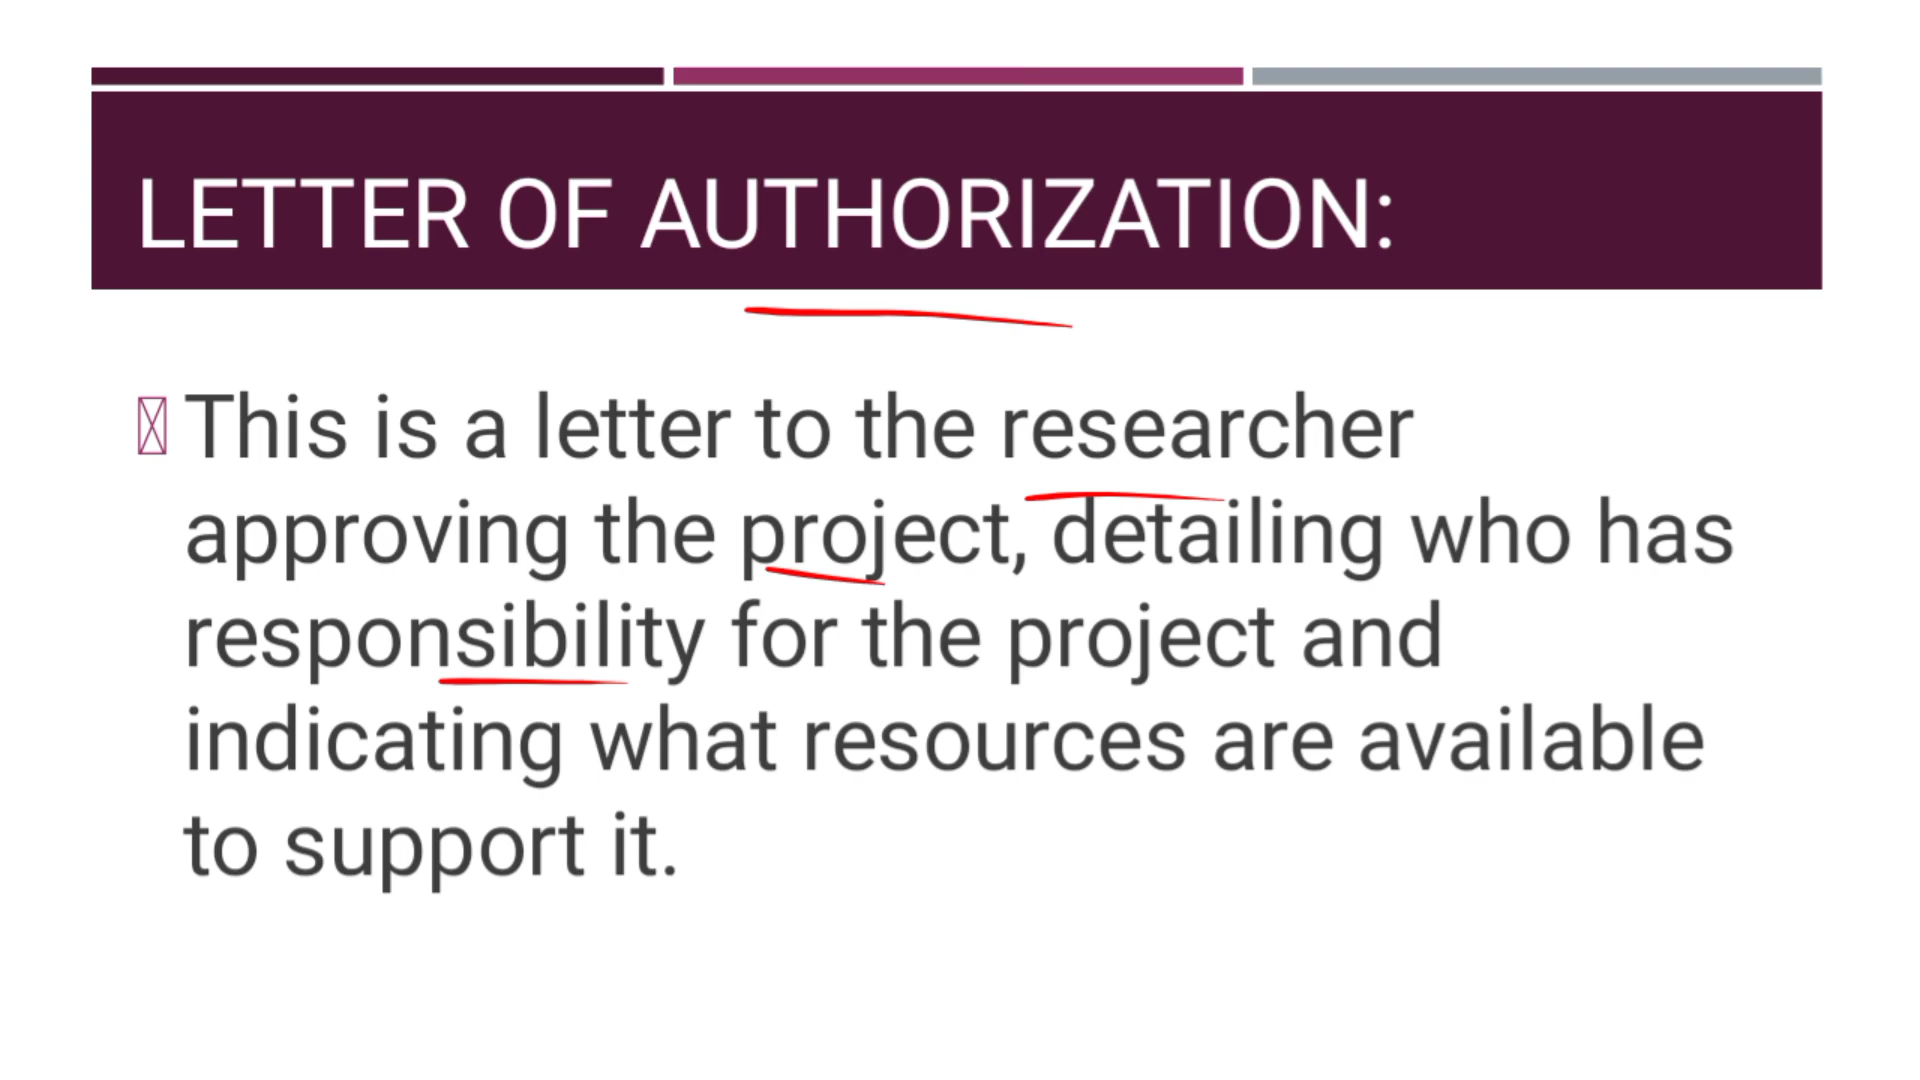 LETTER OF AUTHORIZATION:
This is a letter to the researcher
approving the project, detailing who has
responsibility for the project and
indicating what resources are available
to support it.